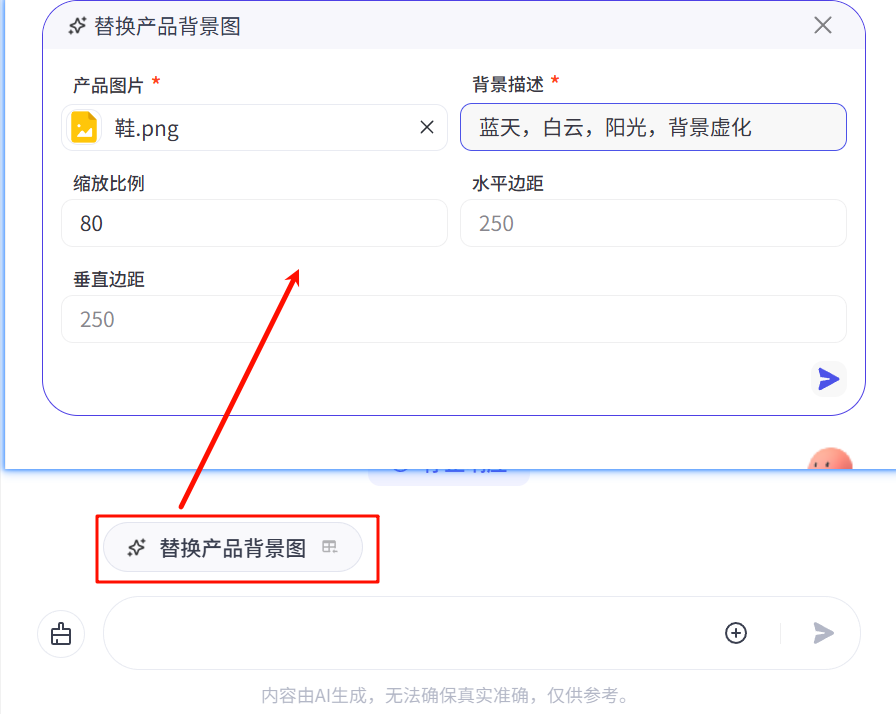 替换产品背景图
产品图片 *
背景描述 *
鞋.png
蓝天，白云，阳光，背景虚化
缩放比例
水平边距
80
250
垂直边距
250
替换产品背景图
内容由AI生成，无法确保真实准确，仅供参考。